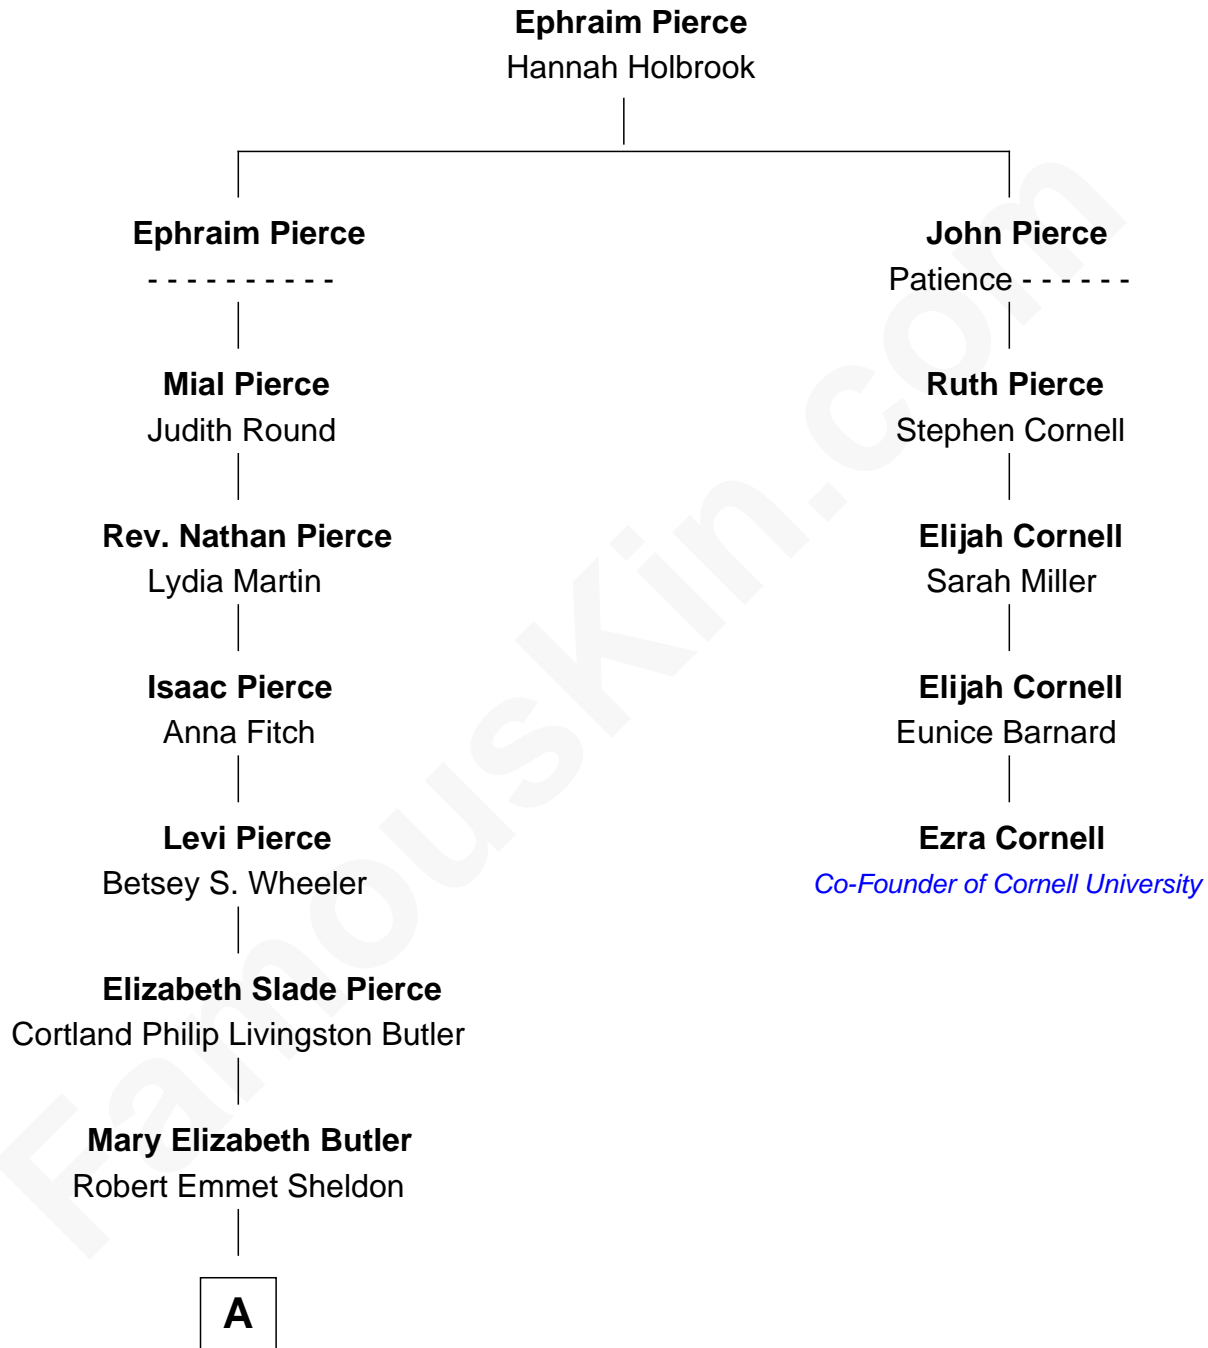 Ephraim Pierce
Hannah Holbrook
Ephraim Pierce
- - - - - - - - - -
John Pierce
Patience - - - - - -
Mial Pierce
Judith Round
Ruth Pierce
Stephen Cornell
Rev. Nathan Pierce
Lydia Martin
Elijah Cornell
Sarah Miller
Isaac Pierce
Anna Fitch
Elijah Cornell
Eunice Barnard
Levi Pierce
Betsey S. Wheeler
Ezra Cornell
Co-Founder of Cornell University
Elizabeth Slade Pierce
Cortland Philip Livingston Butler
Mary Elizabeth Butler
Robert Emmet Sheldon
A
FamousKin.com